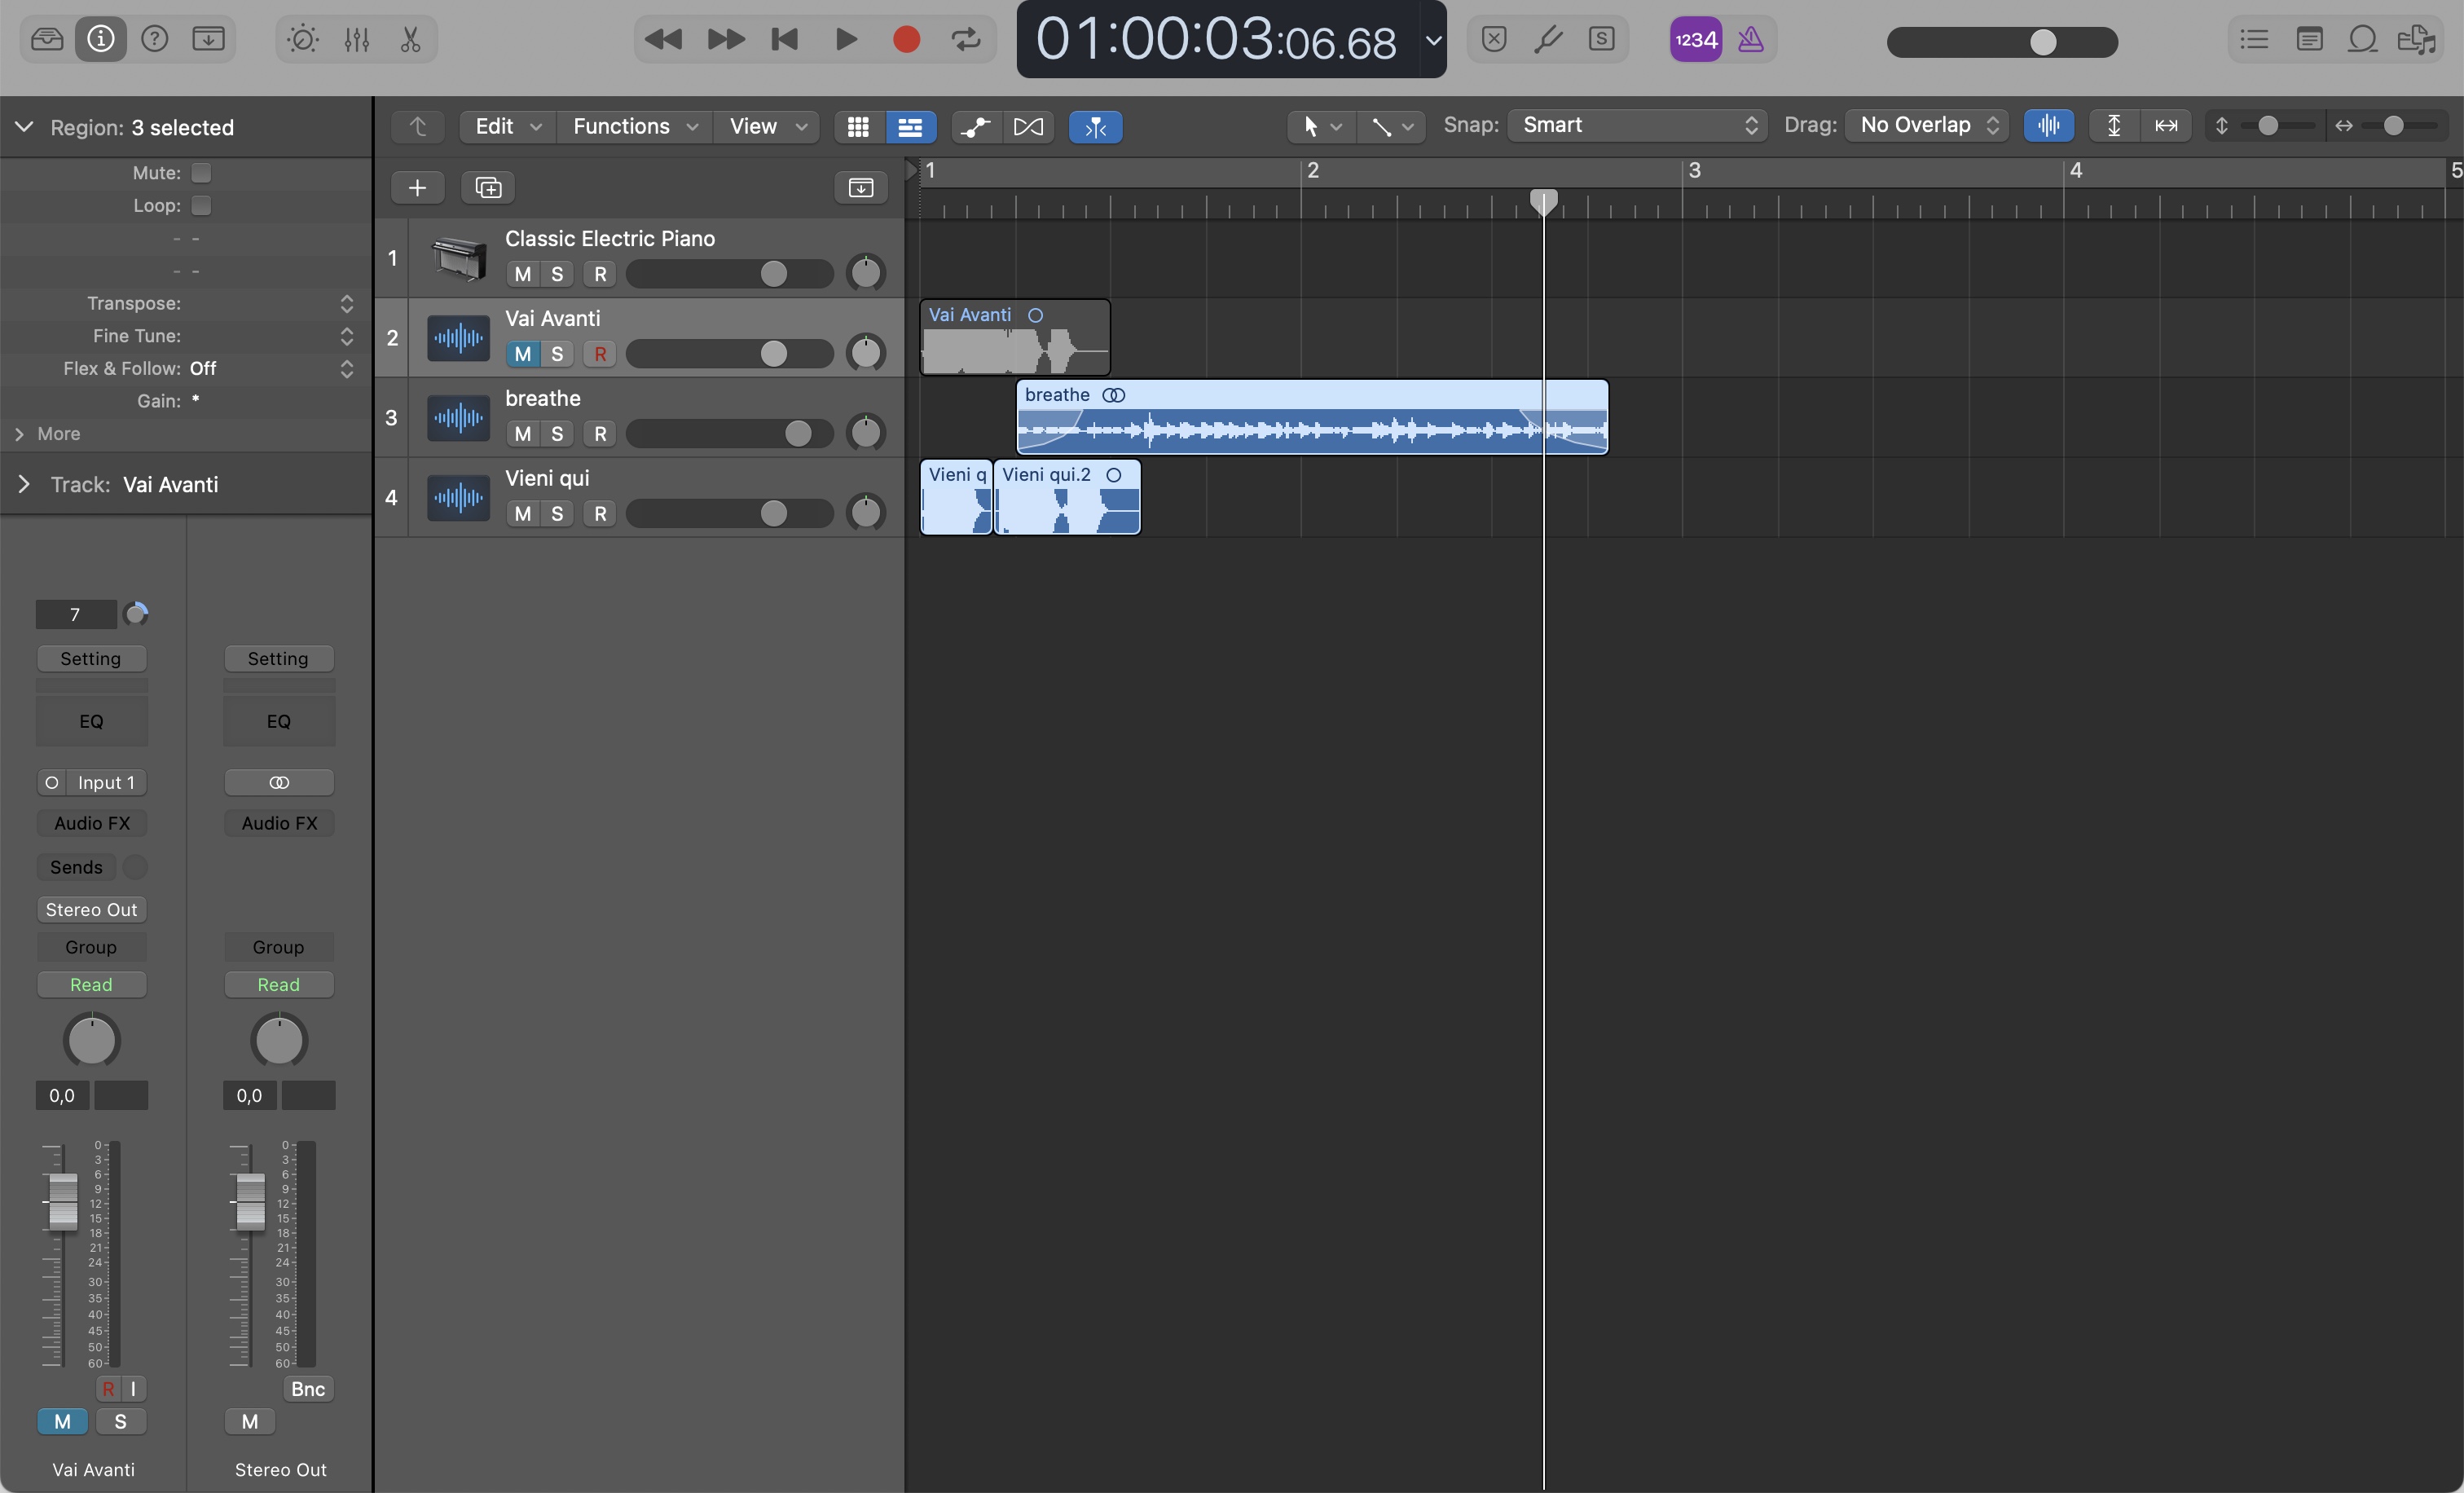 01:00:03:06.68
1234
Region: 3 selected
Edit
Functions
View
Snap: Smart
Drag: No Overlap
Mute:
Loop:
- -
- -
Transpose:
Fine Tune:
Flex & Follow: Off
Gain: *
More
Track: Vai Avanti
1 2 3 4 5
1
Classic Electric Piano
M S R
2
Vai Avanti
M S R
3
breathe
M S R
4
Vieni qui
M S R
Vai Avanti
breathe
Vieni q
Vieni qui.2
7
Setting
EQ
Input 1
Audio FX
Sends
Stereo Out
Group
Read
0,0
0
3
6
9
12
15
18
21
24
30
35
40
45
50
60
R I
M S
Vai Avanti
Setting
EQ
Audio FX
Group
Read
0,0
0
3
6
9
12
15
18
21
24
30
35
40
45
50
60
Bnc
M
Stereo Out